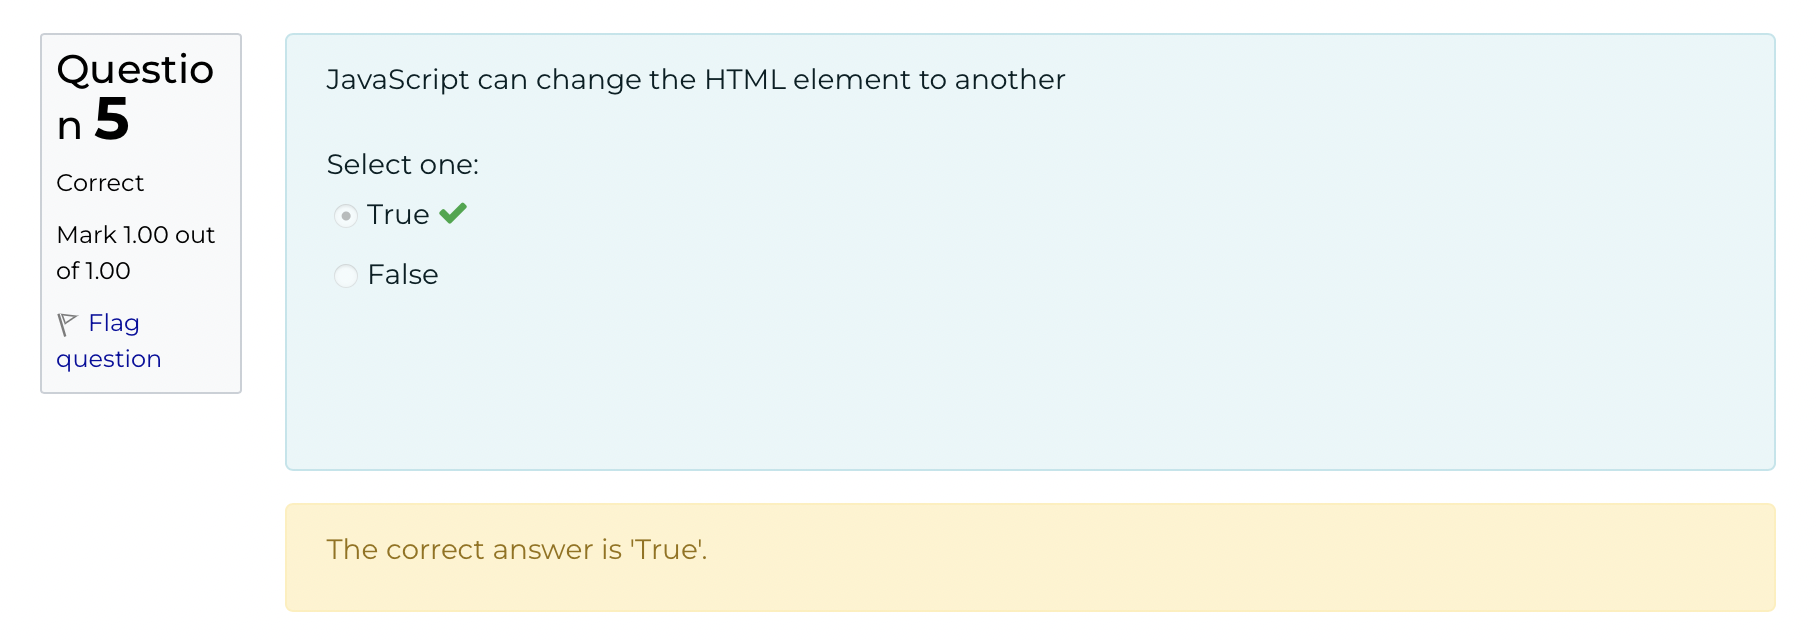 Questio
n 5
Correct
Mark 1.00 out
of 1.00
Flag
question
JavaScript can change the HTML element to another
Select one:
True
False
The correct answer is 'True'.